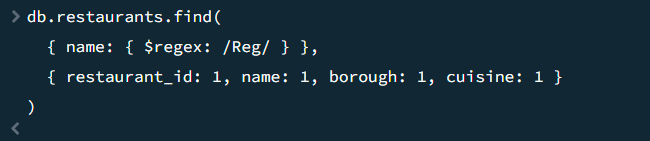 > db.restaurants.find(
{ name: { $regex: /Reg/ } },
{ restaurant_id: 1, name: 1, borough: 1, cuisine: 1 }
)
<